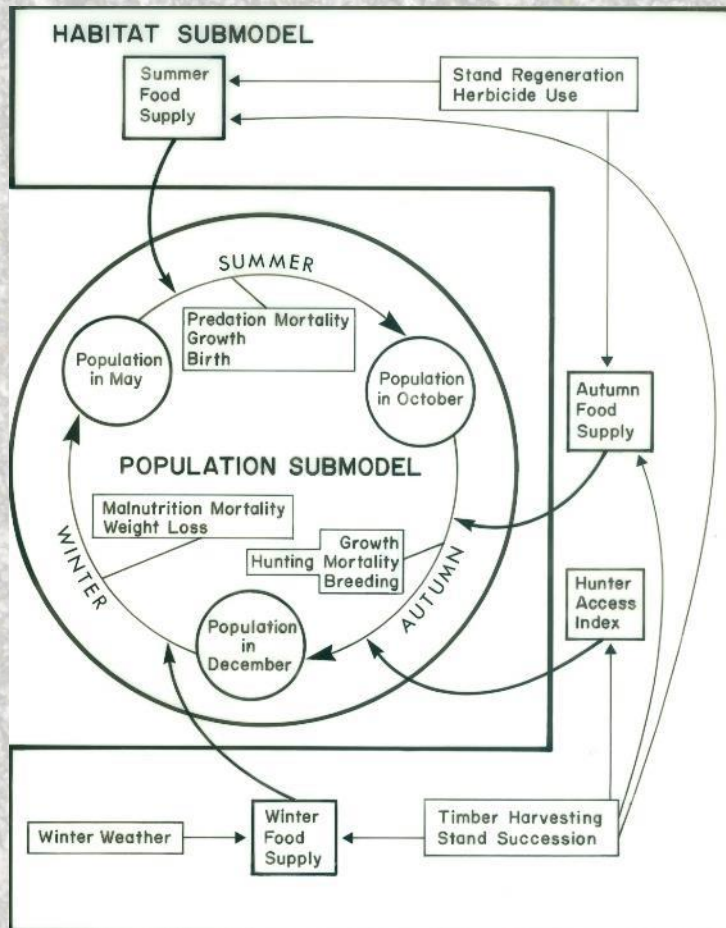 HABITAT SUBMODEL
Summer
Food
Supply
Stand Regeneration
Herbicide Use
SUMMER
Predation Mortality
Growth
Birth
Population
in May
Population
in October
Autumn
Food
Supply
POPULATION SUBMODEL
Malnutrition Mortality
Weight Loss
Growth
Hunting Mortality
Breeding
WINTER
AUTUMN
Hunter
Access
Index
Population
in
December
Winter Weather
Winter
Food
Supply
Timber Harvesting
Stand Succession